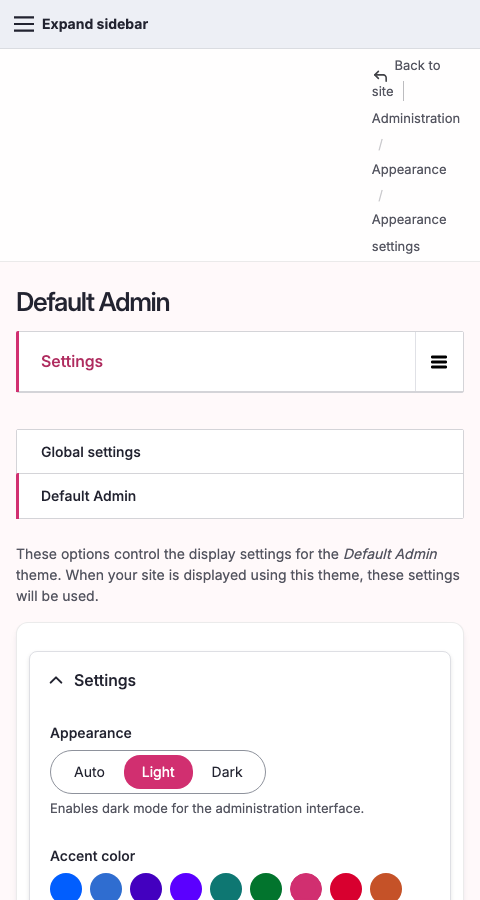 Expand sidebar
Back to
site
Administration
/
Appearance
/
Appearance
settings
Default Admin
Settings
Global settings
Default Admin
These options control the display settings for the Default Admin
theme. When your site is displayed using this theme, these settings
will be used.
Settings
Appearance
Auto Light Dark
Enables dark mode for the administration interface.
Accent color